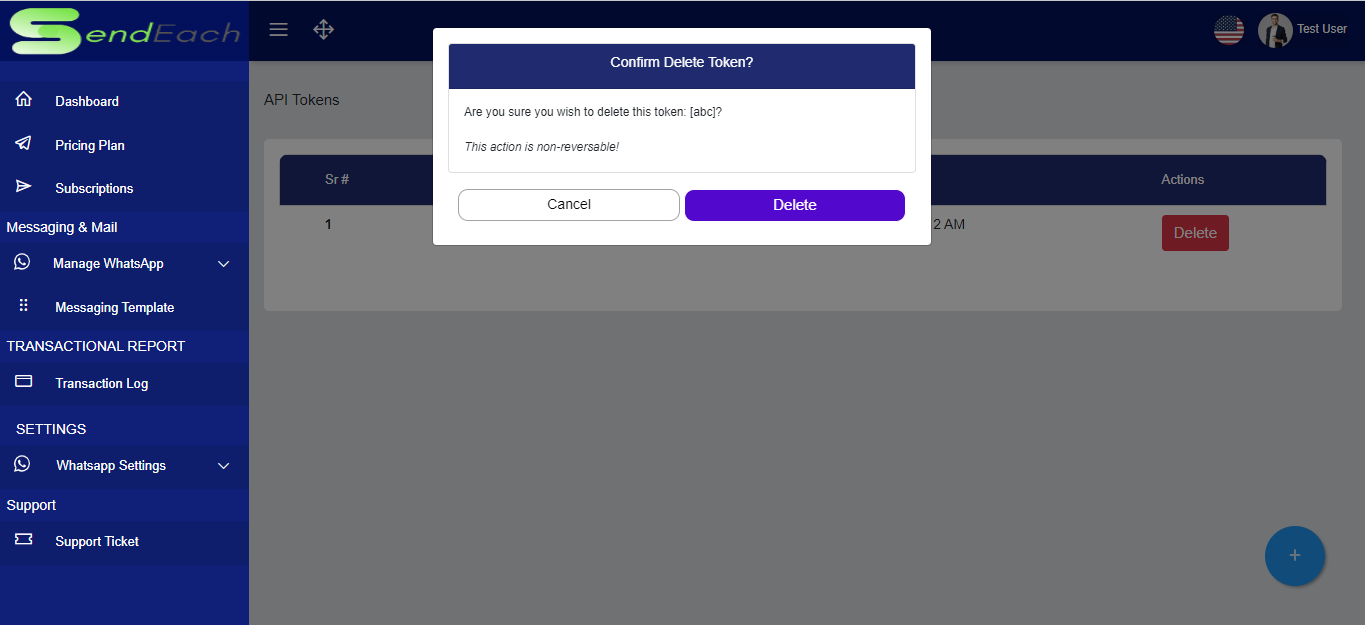 SendEach
Test User
Dashboard
Pricing Plan
Subscriptions
Messaging & Mail
Manage WhatsApp
Messaging Template
TRANSACTIONAL REPORT
Transaction Log
SETTINGS
Whatsapp Settings
Support
Support Ticket
API Tokens
Sr #
Actions
1
2 AM
Delete
Confirm Delete Token?
Are you sure you wish to delete this token: [abc]?
This action is non-reversable!
Cancel
Delete
+